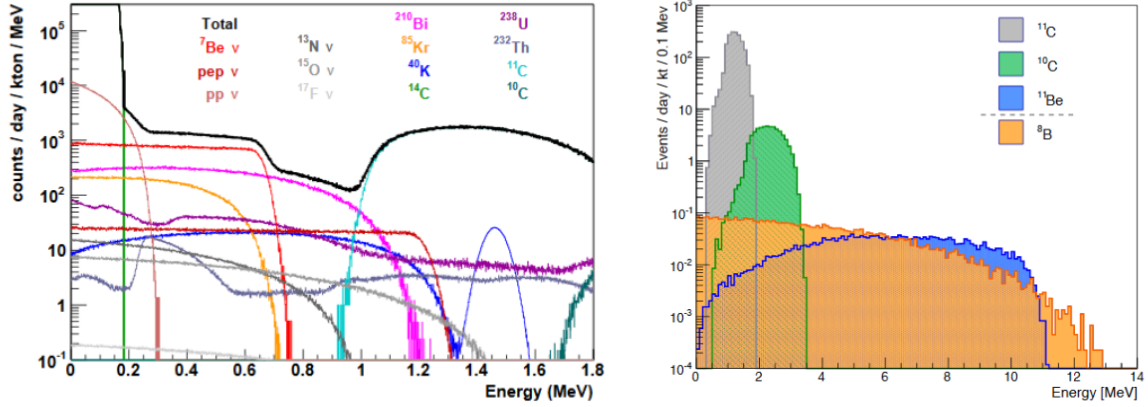 counts / day / kton / MeV
10⁵
10⁴
10³
10²
10
1
10⁻¹
Total
⁷Be ν
pep ν
pp ν
¹³N ν
¹⁵O ν
¹⁷F ν
²¹⁰Bi
⁸⁵Kr
⁴⁰K
¹⁴C
²³⁸U
²³²Th
¹¹C
¹⁰C
0 0.2 0.4 0.6 0.8 1 1.2 1.4 1.6 1.8
Energy (MeV)
Events / day / kt / 0.1 MeV
10³
10²
10
1
10⁻¹
10⁻²
10⁻³
10⁻⁴
¹¹C
¹⁰C
¹¹Be
⁸B
0 2 4 6 8 10 12 14
Energy [MeV]